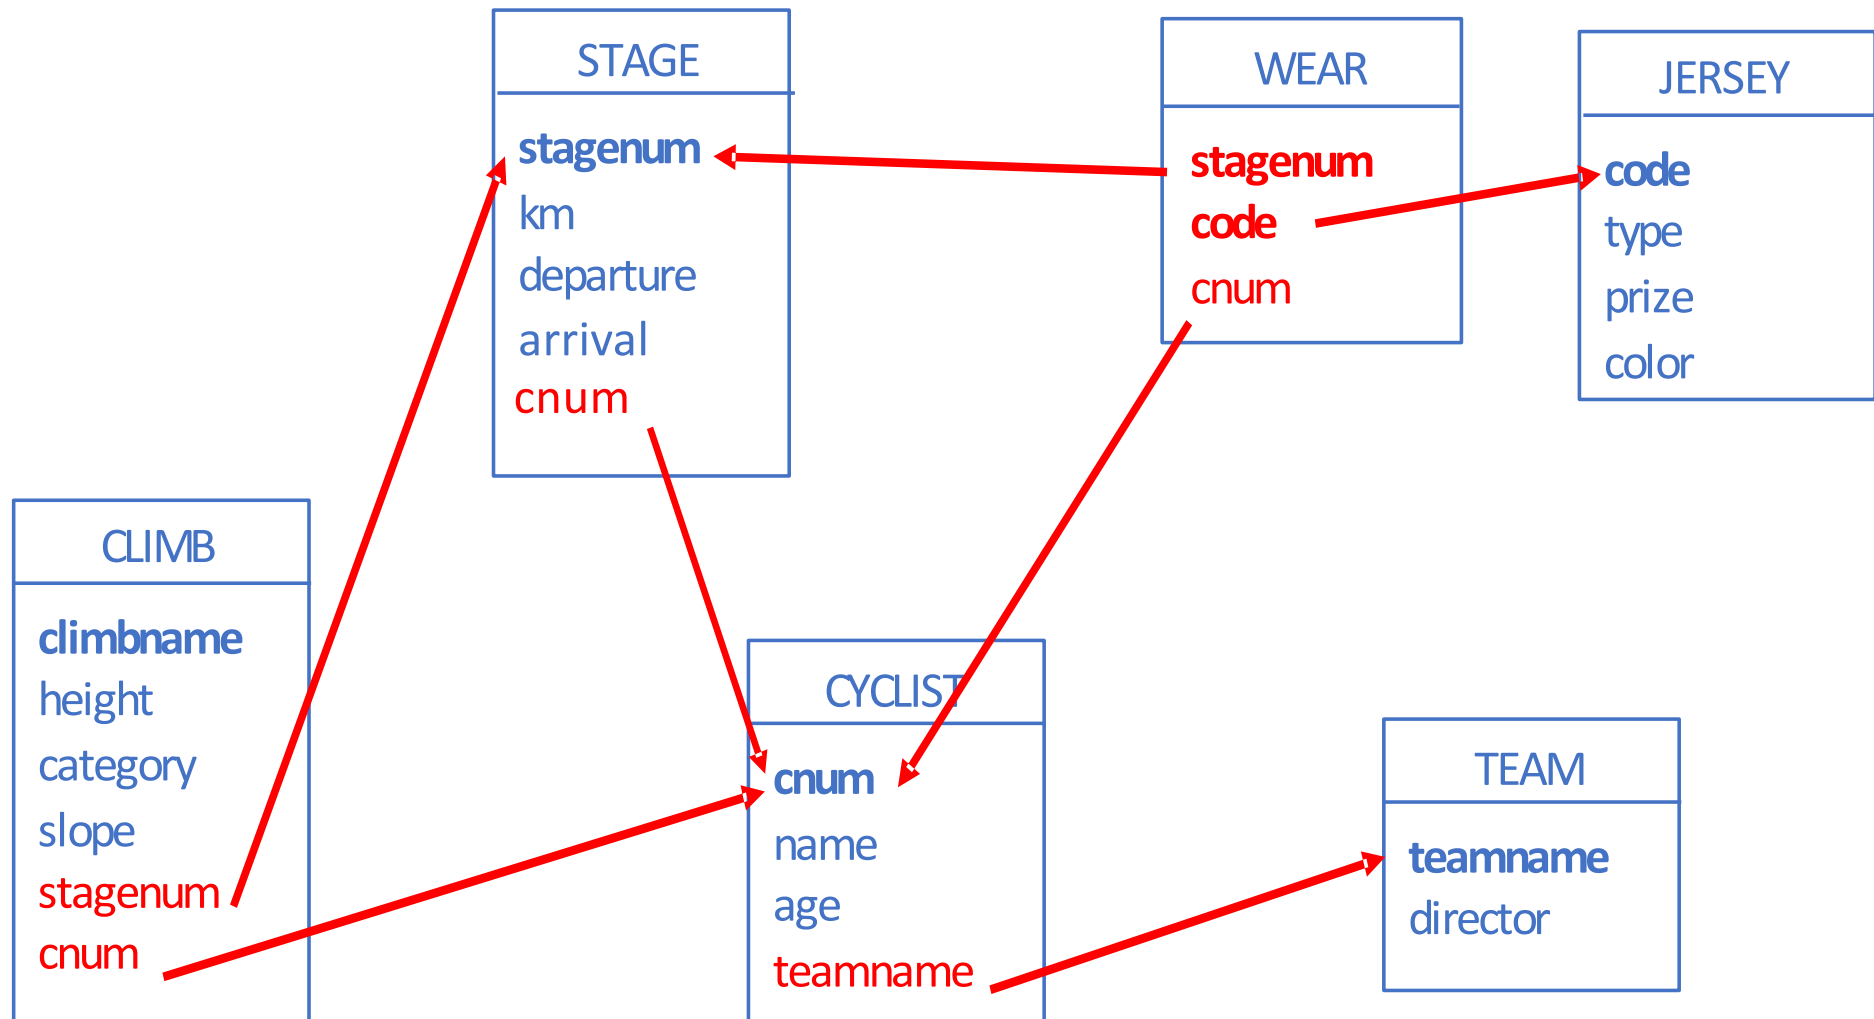 STAGE
stagenum
km
departure
arrival
cnum
WEAR
stagenum
code
cnum
JERSEY
code
type
prize
color
CLIMB
climbname
height
category
slope
stagenum
cnum
CYCLIST
cnum
name
age
teamname
TEAM
teamname
director